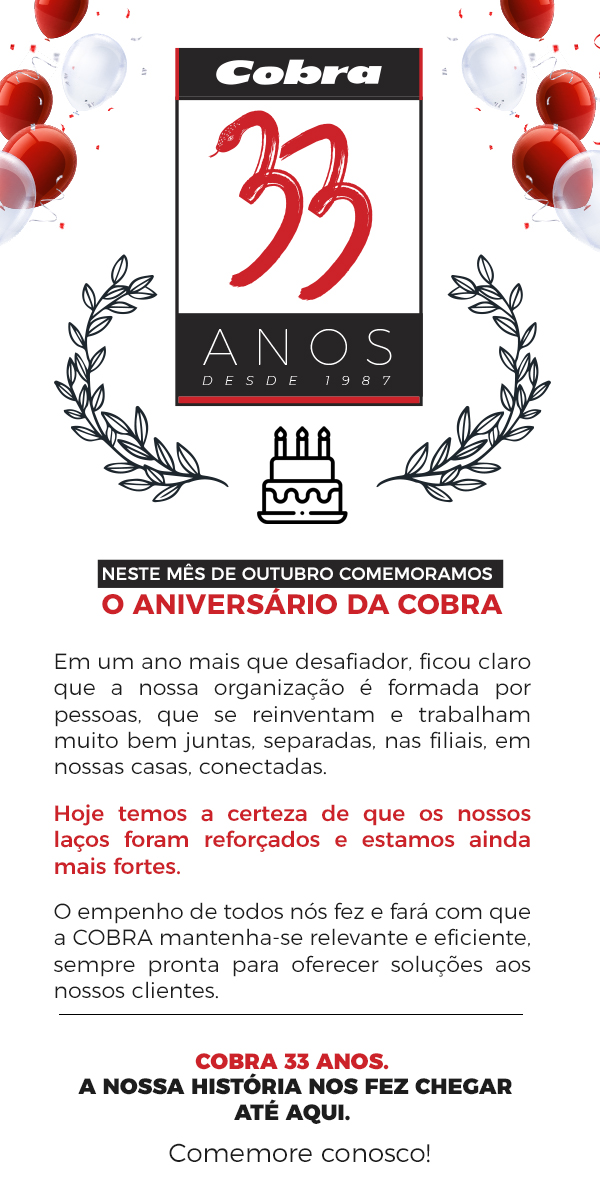 Cobra
33
ANOS
DESDE 1987
NESTE MÊS DE OUTUBRO COMEMORAMOS
O ANIVERSÁRIO DA COBRA
Em um ano mais que desafiador, ficou claro
que a nossa organização é formada por
pessoas, que se reinventam e trabalham
muito bem juntas, separadas, nas filiais, em
nossas casas, conectadas.
Hoje temos a certeza de que os nossos
laços foram reforçados e estamos ainda
mais fortes.
O empenho de todos nós fez e fará com que
a COBRA mantenha-se relevante e eficiente,
sempre pronta para oferecer soluções aos
nossos clientes.
COBRA 33 ANOS.
A NOSSA HISTÓRIA NOS FEZ CHEGAR
ATÉ AQUI.
Comemore conosco!